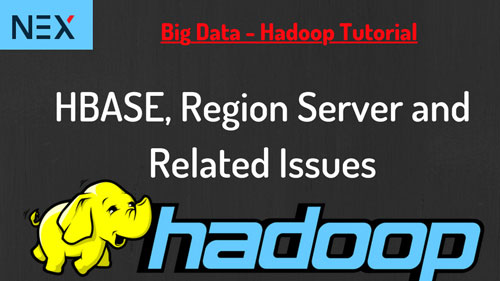 NEX
Big Data - Hadoop Tutorial
HBASE, Region Server and
Related Issues
hadoop